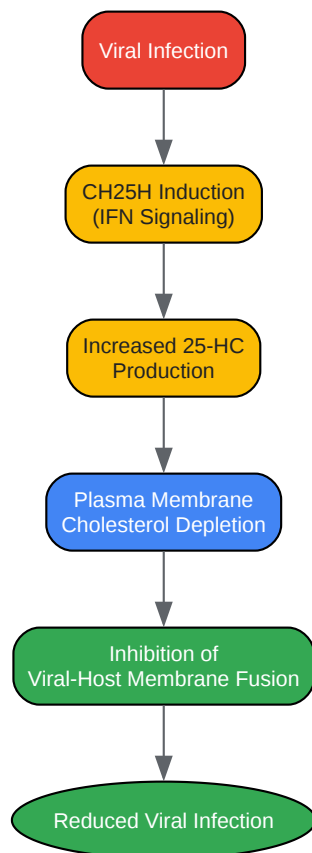 Viral Infection
CH25H Induction
(IFN Signaling)
Increased 25-HC
Production
Plasma Membrane
Cholesterol Depletion
Inhibition of
Viral-Host Membrane Fusion
Reduced Viral Infection